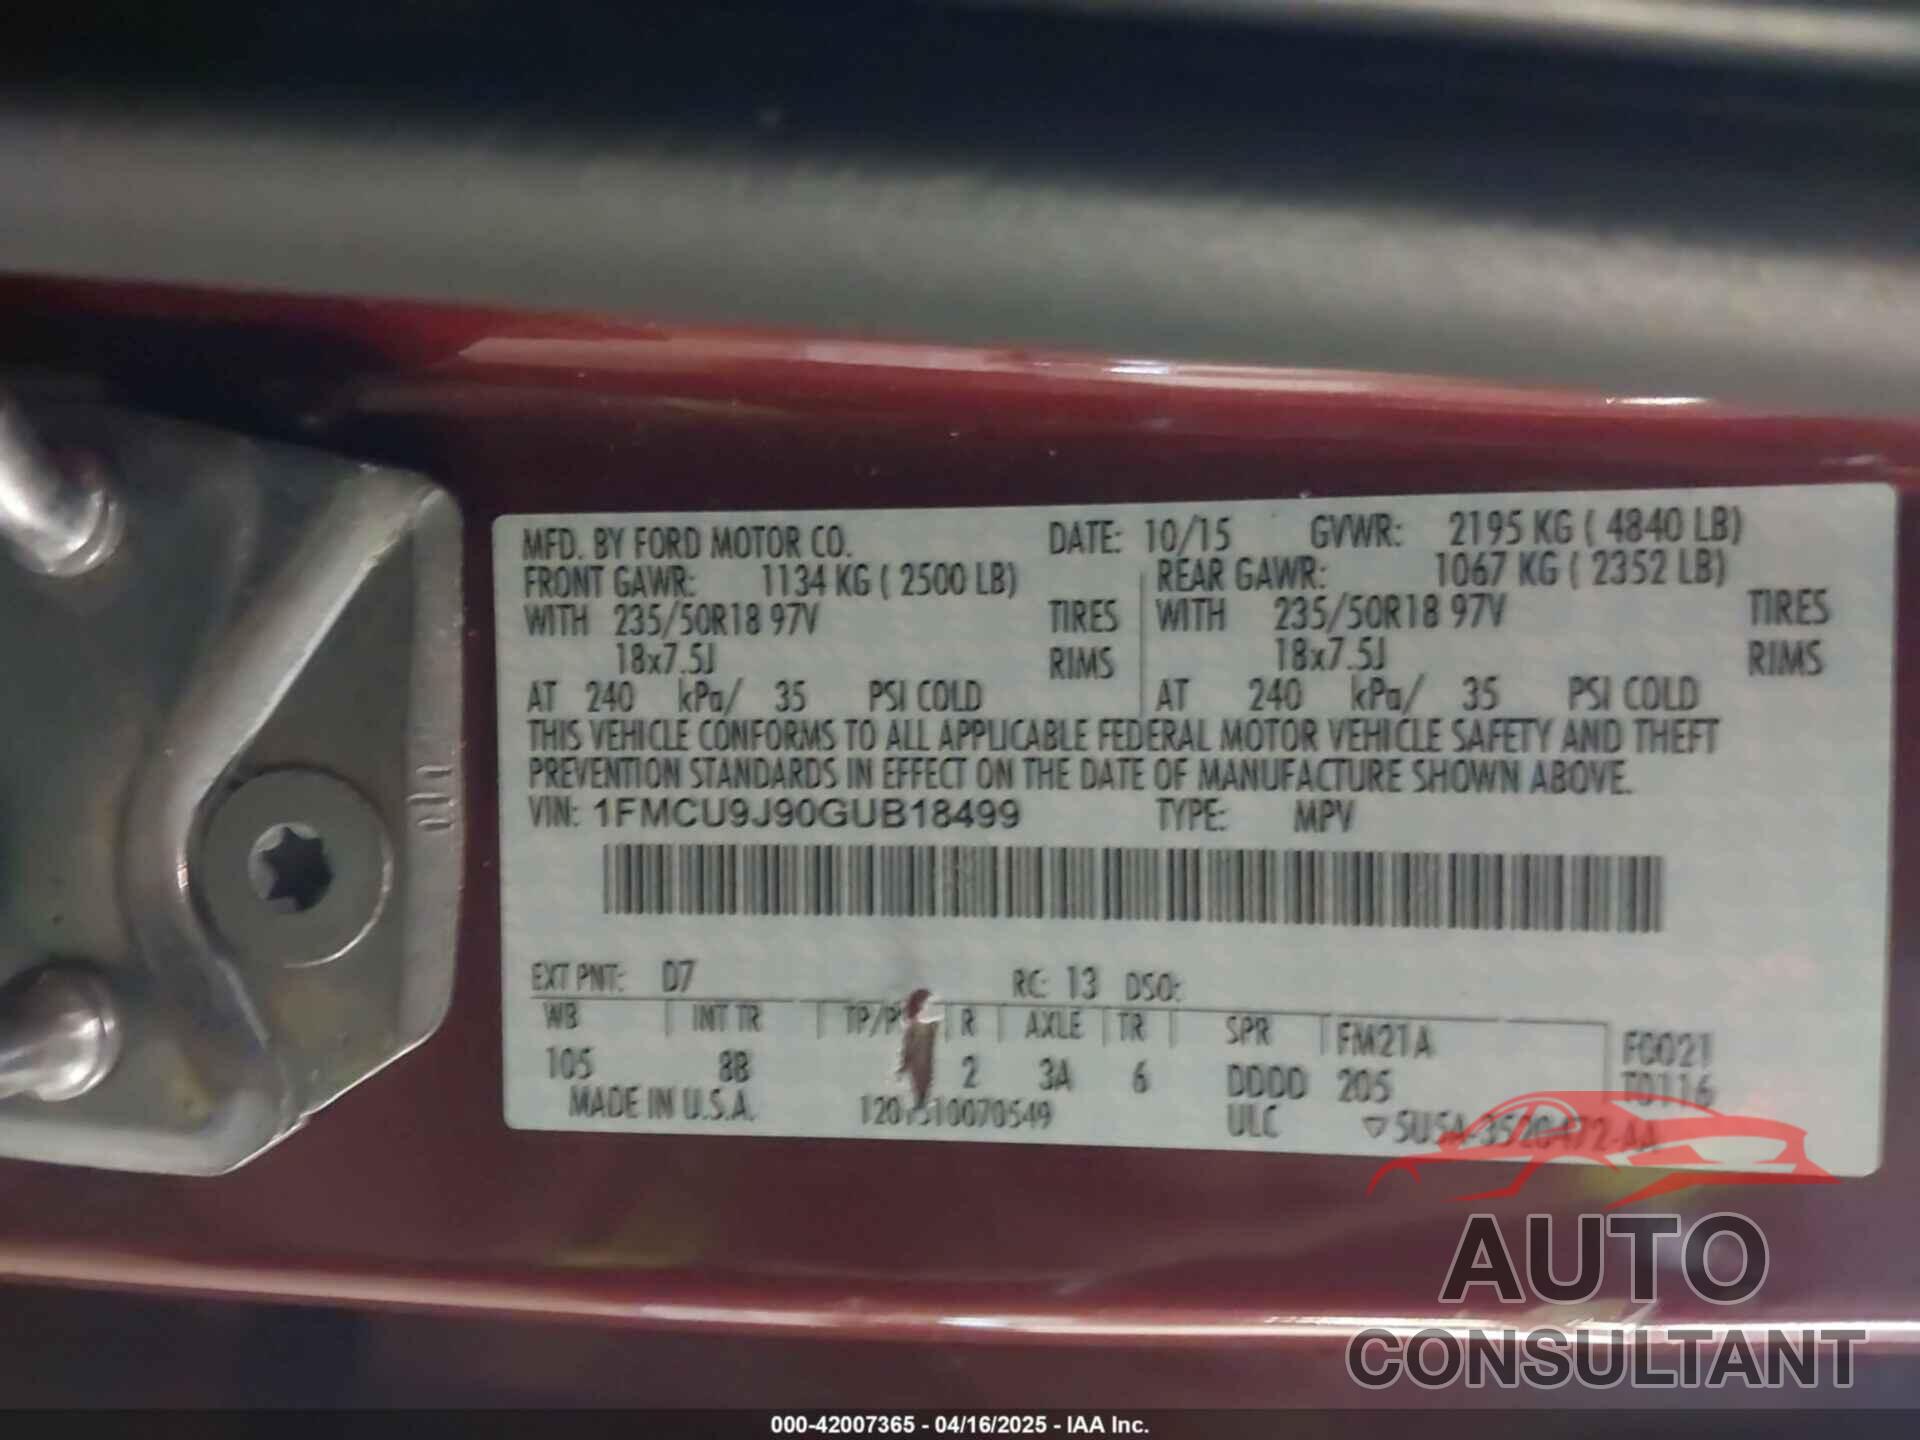 MFD. BY FORD MOTOR CO. DATE: 10/15 GVWR: 2195 KG ( 4840 LB)
FRONT GAWR: 1134 KG ( 2500 LB) REAR GAWR: 1067 KG ( 2352 LB)
WITH 235/50R18 97V TIRES WITH 235/50R18 97V TIRES
18x7.5J RIMS 18x7.5J RIMS
AT 240 kPa/ 35 PSI COLD AT 240 kPa/ 35 PSI COLD
THIS VEHICLE CONFORMS TO ALL APPLICABLE FEDERAL MOTOR VEHICLE SAFETY AND THEFT
PREVENTION STANDARDS IN EFFECT ON THE DATE OF MANUFACTURE SHOWN ABOVE.
VIN: 1FMCU9J90GUB18499 TYPE: MPV
EXT PNT: D7 RC: 13 DSO:
WB INT TR R AXLE TR SPR FM21A FC021
105 8B 2 3A 6 DDDD 205 T0116
MADE IN U.S.A. ULC
AUTO
CONSULTANT
000-42007365 - 04/16/2025 - IAA Inc.